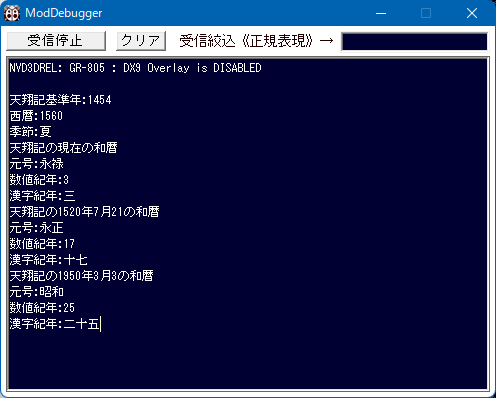 ModDebugger
受信停止 クリア 受信絞込《正規表現》→
NVD3DREL: GR-805 : DX9 Overlay is DISABLED
天翔記基準年:1454
西暦:1560
季節:夏
天翔記の現在の和暦
元号:永禄
数値紀年:3
漢字紀年:三
天翔記の1520年7月21の和暦
元号:永正
数値紀年:17
漢字紀年:十七
天翔記の1950年3月3の和暦
元号:昭和
数値紀年:25
漢字紀年:二十五